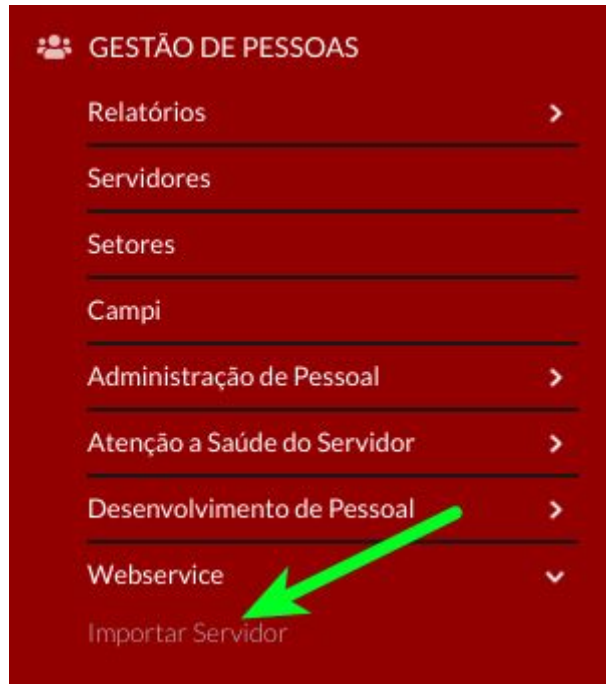 GESTÃO DE PESSOAS
Relatórios
Servidores
Setores
Campi
Administração de Pessoal
Atenção a Saúde do Servidor
Desenvolvimento de Pessoal
Webservice
Importar Servidor